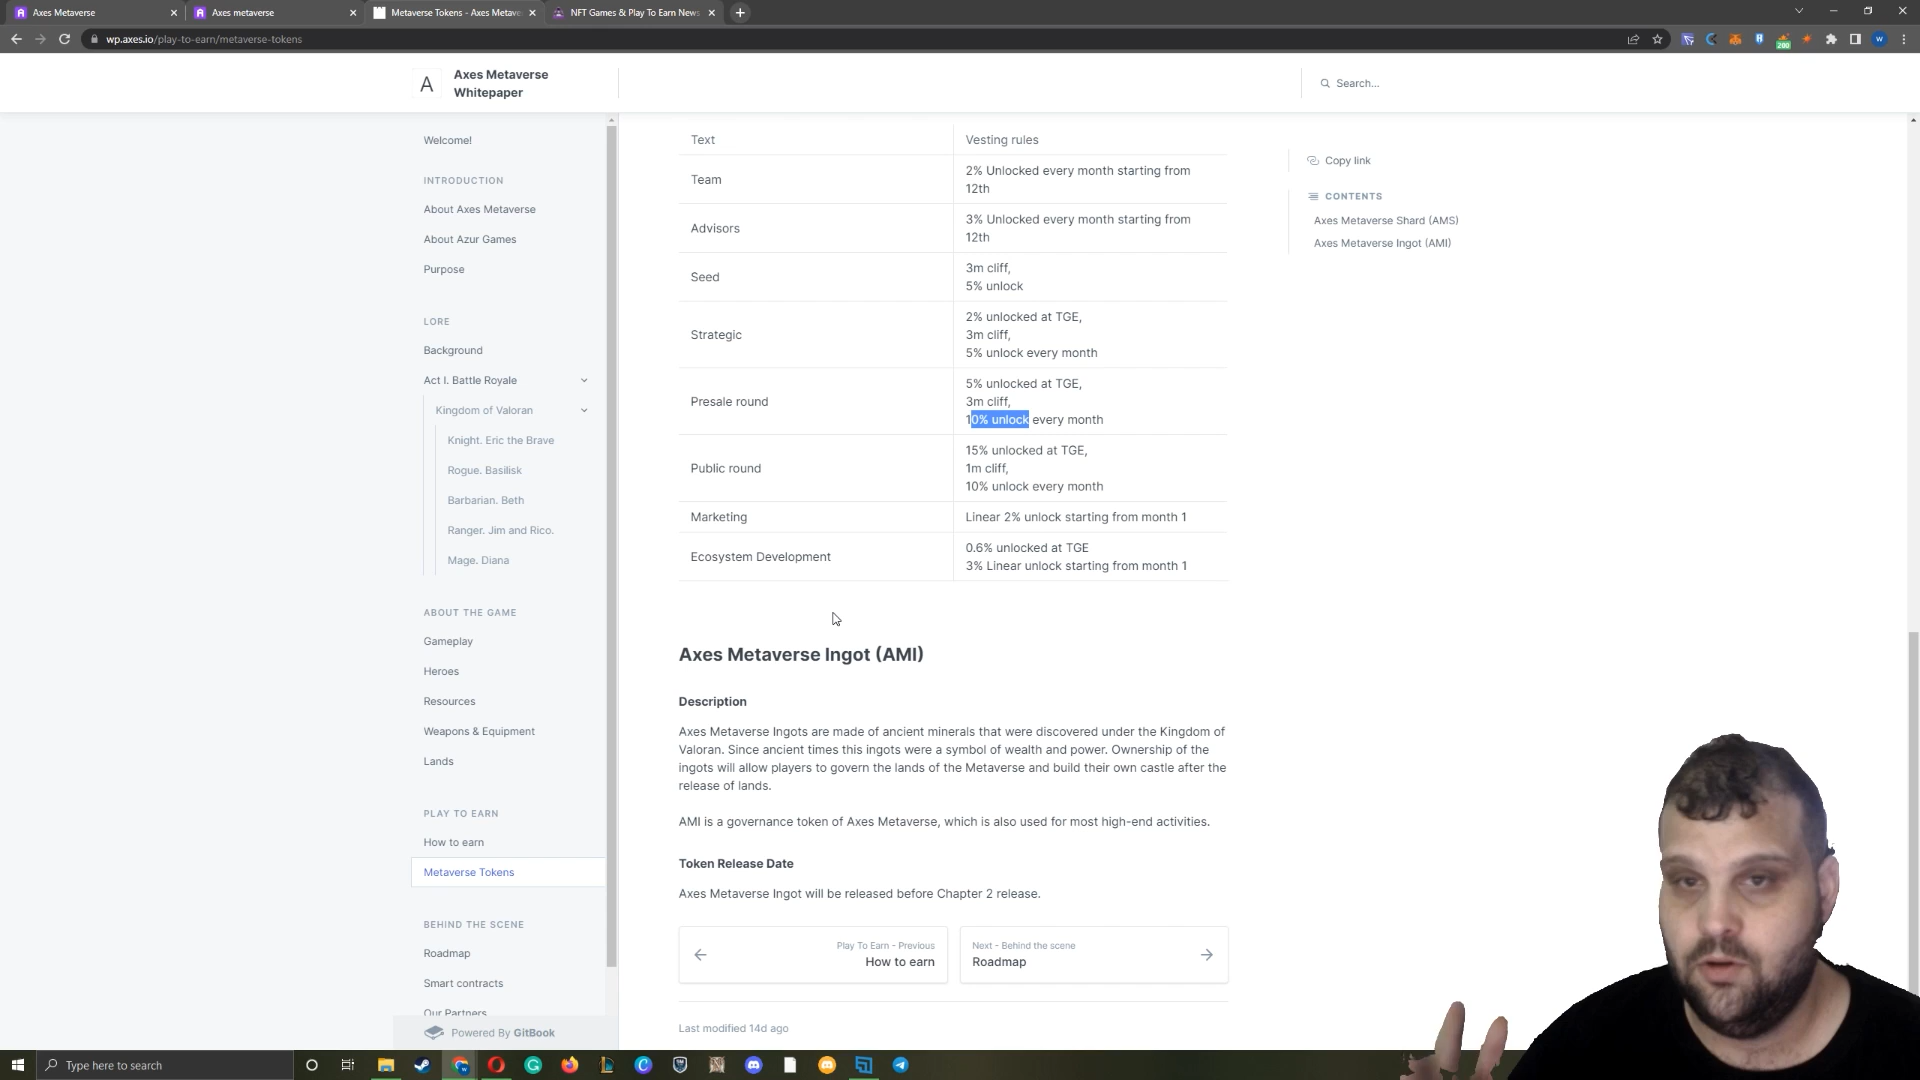 Axes Metaverse
Axes metaverse
Metaverse Tokens - Axes Metaver
NFT Games & Play To Earn News
wp.axes.io/play-to-earn/metaverse-tokens
200
W
A
Axes Metaverse
Whitepaper
Search...
Welcome!
INTRODUCTION
About Axes Metaverse
About Azur Games
Purpose
LORE
Background
Act I. Battle Royale
Kingdom of Valoran
Knight. Eric the Brave
Rogue. Basilisk
Barbarian. Beth
Ranger. Jim and Rico.
Mage. Diana
ABOUT THE GAME
Gameplay
Heroes
Resources
Weapons & Equipment
Lands
PLAY TO EARN
How to earn
Metaverse Tokens
BEHIND THE SCENE
Roadmap
Smart contracts
Our Partners
Powered By GitBook
Text
Vesting rules
Team
2% Unlocked every month starting from
12th
Advisors
3% Unlocked every month starting from
12th
Seed
3m cliff,
5% unlock
Strategic
2% unlocked at TGE,
3m cliff,
5% unlock every month
Presale round
5% unlocked at TGE,
3m cliff,
10% unlock every month
Public round
15% unlocked at TGE,
1m cliff,
10% unlock every month
Marketing
Linear 2% unlock starting from month 1
Ecosystem Development
0.6% unlocked at TGE
3% Linear unlock starting from month 1
Axes Metaverse Ingot (AMI)
Description
Axes Metaverse Ingots are made of ancient minerals that were discovered under the Kingdom of
Valoran. Since ancient times this ingots were a symbol of wealth and power. Ownership of the
ingots will allow players to govern the lands of the Metaverse and build their own castle after the
release of lands.
AMI is a governance token of Axes Metaverse, which is also used for most high-end activities.
Token Release Date
Axes Metaverse Ingot will be released before Chapter 2 release.
Play To Earn - Previous
How to earn
Next - Behind the scene
Roadmap
Last modified 14d ago
Copy link
CONTENTS
Axes Metaverse Shard (AMS)
Axes Metaverse Ingot (AMI)
Type here to search